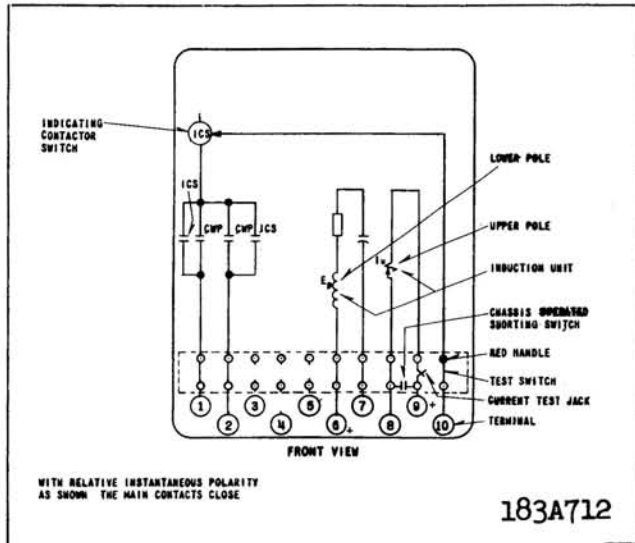 INDICATING
CONTACTOR
SWITCH
ICS
ICS
CWP
CWP
ICS
LOWER POLE
UPPER POLE
INDUCTION UNIT
CHASSIS OPERATED
SHORTING SWITCH
RED HANDLE
TEST SWITCH
CURRENT TEST JACK
TERMINAL
1
2
3
4
5
6
+
7
8
9
+
10
FRONT VIEW
WITH RELATIVE INSTANTANEOUS POLARITY
AS SHOWN THE MAIN CONTACTS CLOSE
183A712